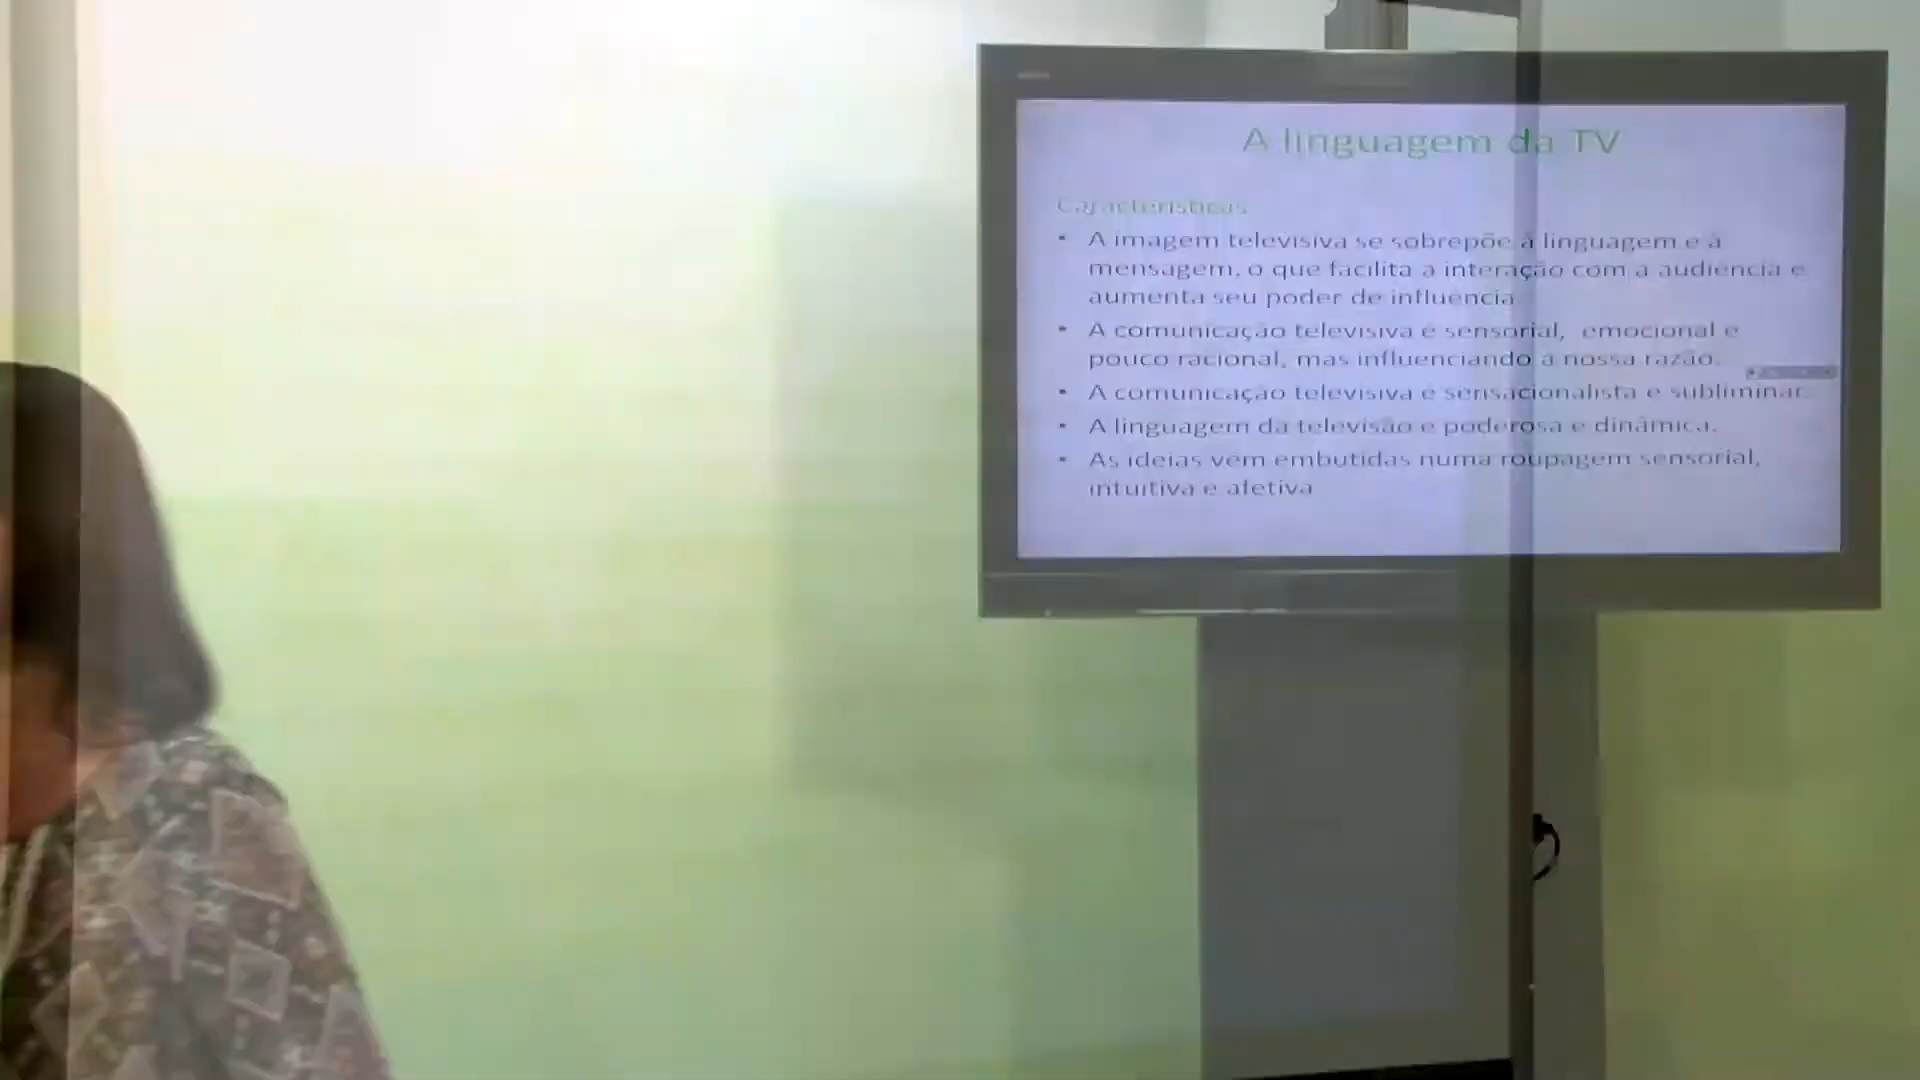 A linguagem da TV
Características
• A imagem televisiva se sobrepõe à linguagem e à
mensagem, o que facilita a interação com a audiência e
aumenta seu poder de influência.
• A comunicação televisiva é sensorial, emocional e
pouco racional, mas influenciando a nossa razão.
• A comunicação televisiva é sensacionalista e subliminar.
• A linguagem da televisão é poderosa e dinâmica.
• As ideias vêm embutidas numa roupagem sensorial,
intuitiva e afetiva